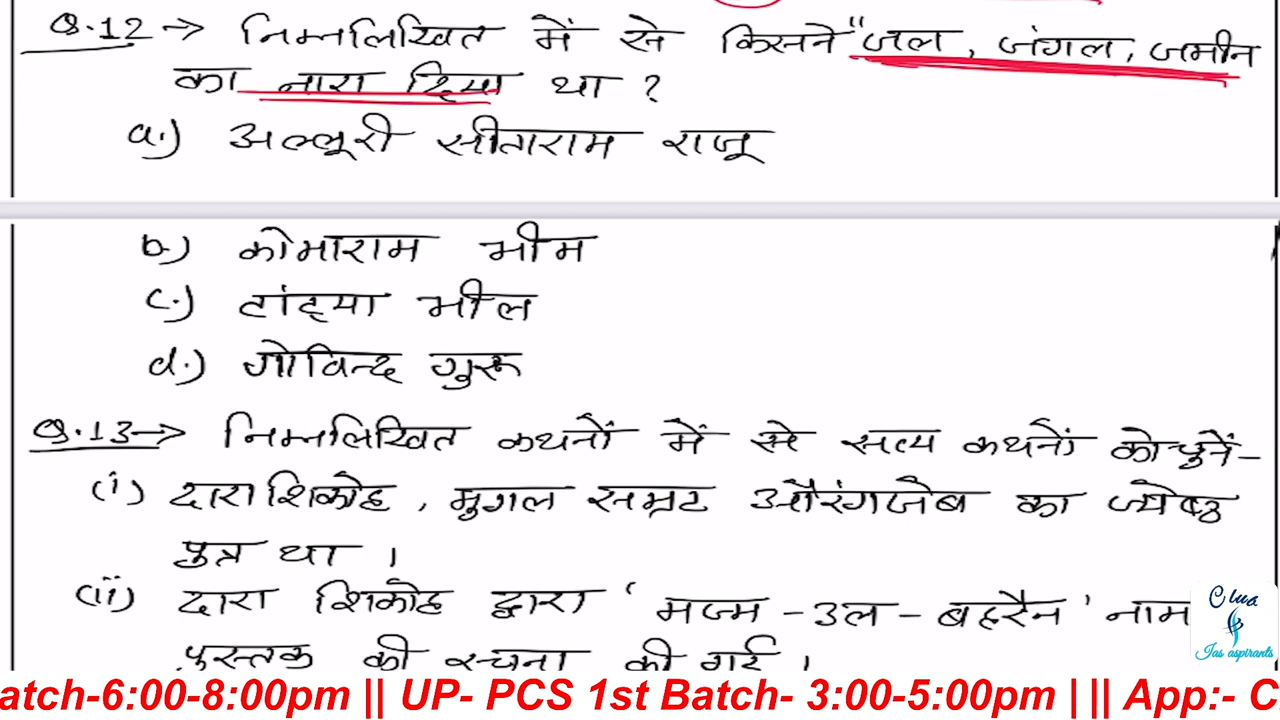 Q.12→ निम्नलिखित में से किसने "जल, जंगल, जमीन
का नारा दिया था ?
a.) अल्लूरी सीताराम राजू
b.) कोमाराम भीम
c.) टांट्या भील
d.) गोविन्द गुरू
Q.13→ निम्नलिखित कथनों में से सत्य कथनों को चुनें-
(i) दारा शिकोह, मुगल सम्राट औरंगजेब का ज्येष्ठ
पुत्र था ।
(ii) दारा शिकोह द्वारा 'मज्म-उल-बहरैन' नाम
पुस्तक की रचना की गई ।
Clua
Ias aspirants
atch-6:00-8:00pm || UP- PCS 1st Batch- 3:00-5:00pm | || App:- C